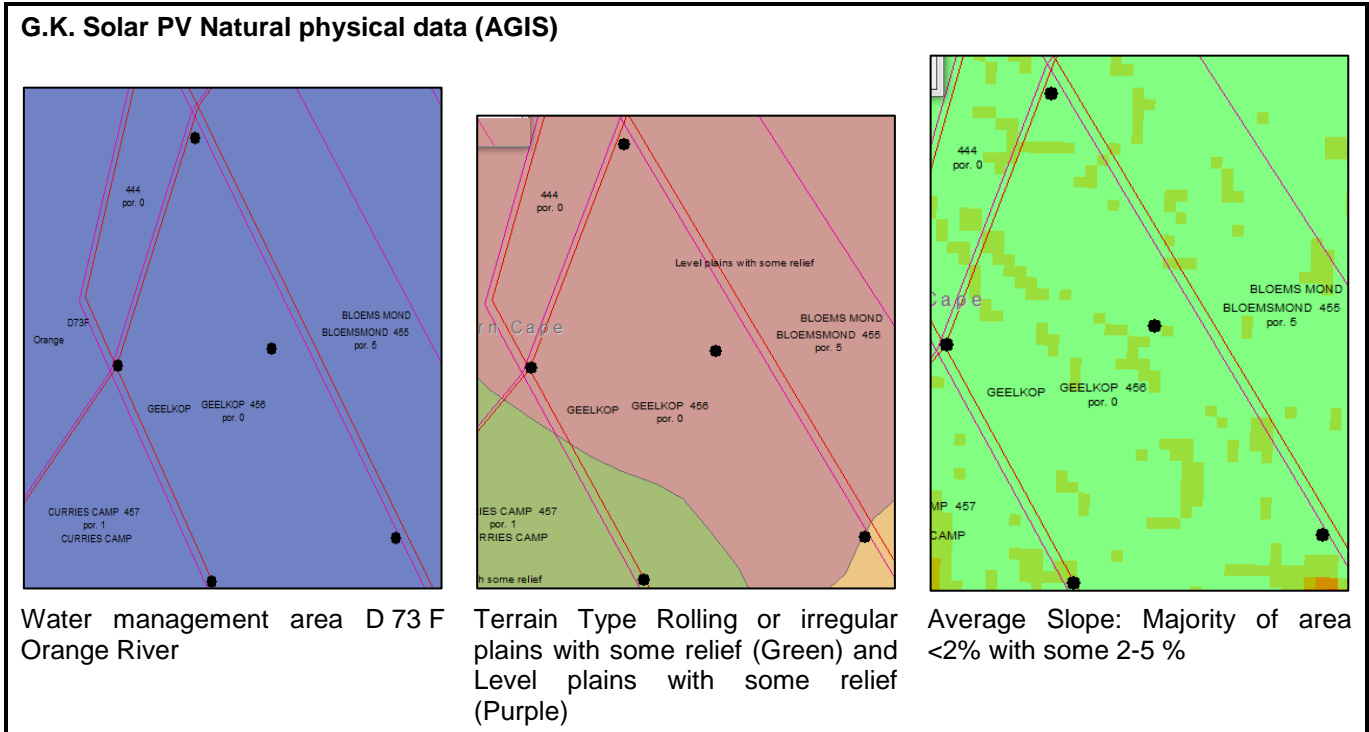 G.K. Solar PV Natural physical data (AGIS)
444
por. 0
D73F
Orange
BLOEMS MOND
BLOEMSMOND 455
por. 5
GEELKOP
GEELKOP 456
por. 0
CURRIES CAMP 457
por. 1
CURRIES CAMP
444
por. 0
Level plains with some relief
rn Cape
BLOEMS MOND
BLOEMSMOND 455
por. 5
GEELKOP
GEELKOP 456
por. 0
IES CAMP 457
por. 1
RRIES CAMP
h some relief
444
por. 0
Cape
BLOEMS MOND
BLOEMSMOND 455
por. 5
GEELKOP
GEELKOP 456
por. 0
MP 457
CAMP
Water management area D 73 F
Orange River
Terrain Type Rolling or irregular
plains with some relief (Green) and
Level plains with some relief
(Purple)
Average Slope: Majority of area
<2% with some 2-5 %